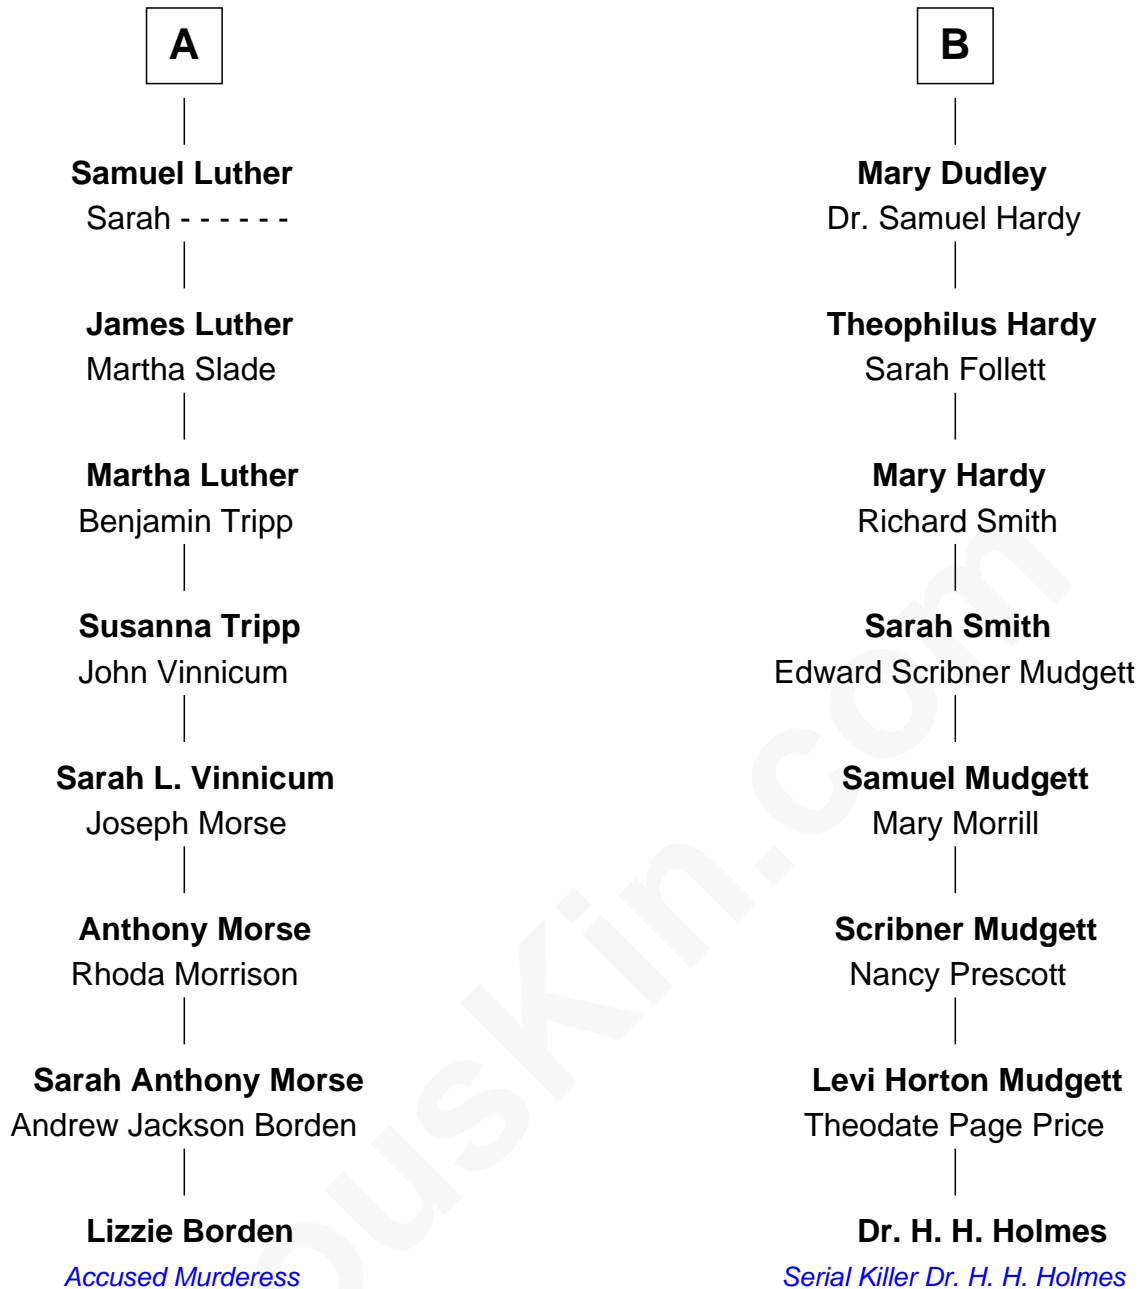 A
Samuel Luther
Sarah - - - - - -
James Luther
Martha Slade
Martha Luther
Benjamin Tripp
Susanna Tripp
John Vinnicum
Sarah L. Vinnicum
Joseph Morse
Anthony Morse
Rhoda Morrison
Sarah Anthony Morse
Andrew Jackson Borden
Lizzie Borden
Accused Murderess
B
Mary Dudley
Dr. Samuel Hardy
Theophilus Hardy
Sarah Follett
Mary Hardy
Richard Smith
Sarah Smith
Edward Scribner Mudgett
Samuel Mudgett
Mary Morrill
Scribner Mudgett
Nancy Prescott
Levi Horton Mudgett
Theodate Page Price
Dr. H. H. Holmes
Serial Killer Dr. H. H. Holmes
ousKin.com